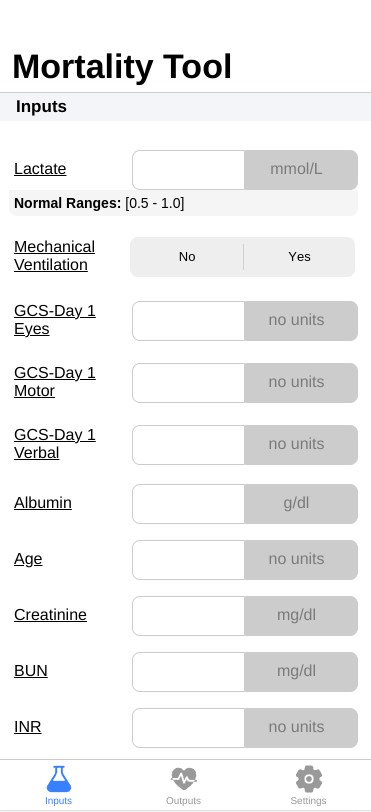 Mortality Tool
Inputs
Lactate
mmol/L
Normal Ranges: [0.5 - 1.0]
Mechanical
Ventilation
No
Yes
GCS-Day 1
Eyes
no units
GCS-Day 1
Motor
no units
GCS-Day 1
Verbal
no units
Albumin
g/dl
Age
no units
Creatinine
mg/dl
BUN
mg/dl
INR
no units
Inputs
Outputs
Settings